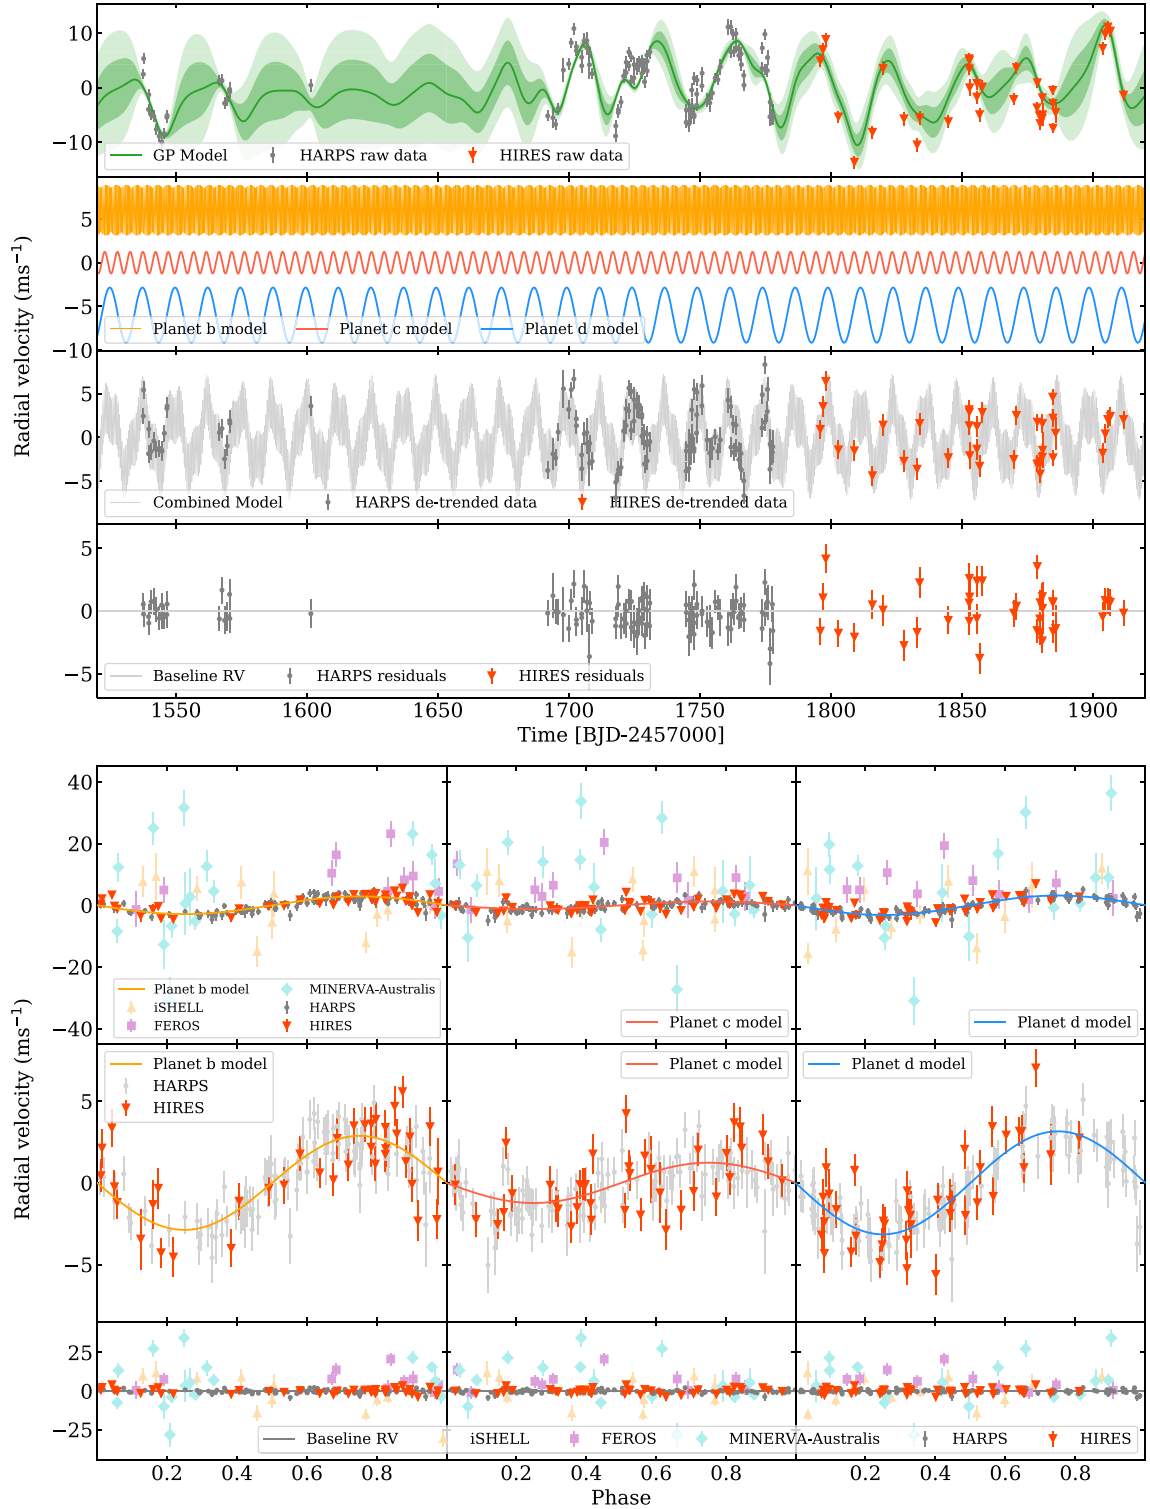 10
0
−10
GP Model
HARPS raw data
HIRES raw data
5
0
−5
−10
Planet b model
Planet c model
Planet d model
5
0
−5
Combined Model
HARPS de-trended data
HIRES de-trended data
5
0
−5
Baseline RV
HARPS residuals
HIRES residuals
1550
1600
1650
1700
1750
1800
1850
1900
Time [BJD-2457000]
Radial velocity (ms⁻¹)
40
20
0
−20
−40
Planet b model
iSHELL
FEROS
MINERVA-Australis
HARPS
HIRES
Planet c model
Planet d model
5
0
−5
Planet b model
HARPS
HIRES
Planet c model
Planet d model
25
0
−25
Baseline RV
iSHELL
FEROS
MINERVA-Australis
HARPS
HIRES
0.2 0.4 0.6 0.8
0.2 0.4 0.6 0.8
0.2 0.4 0.6 0.8
Phase
Radial velocity (ms⁻¹)